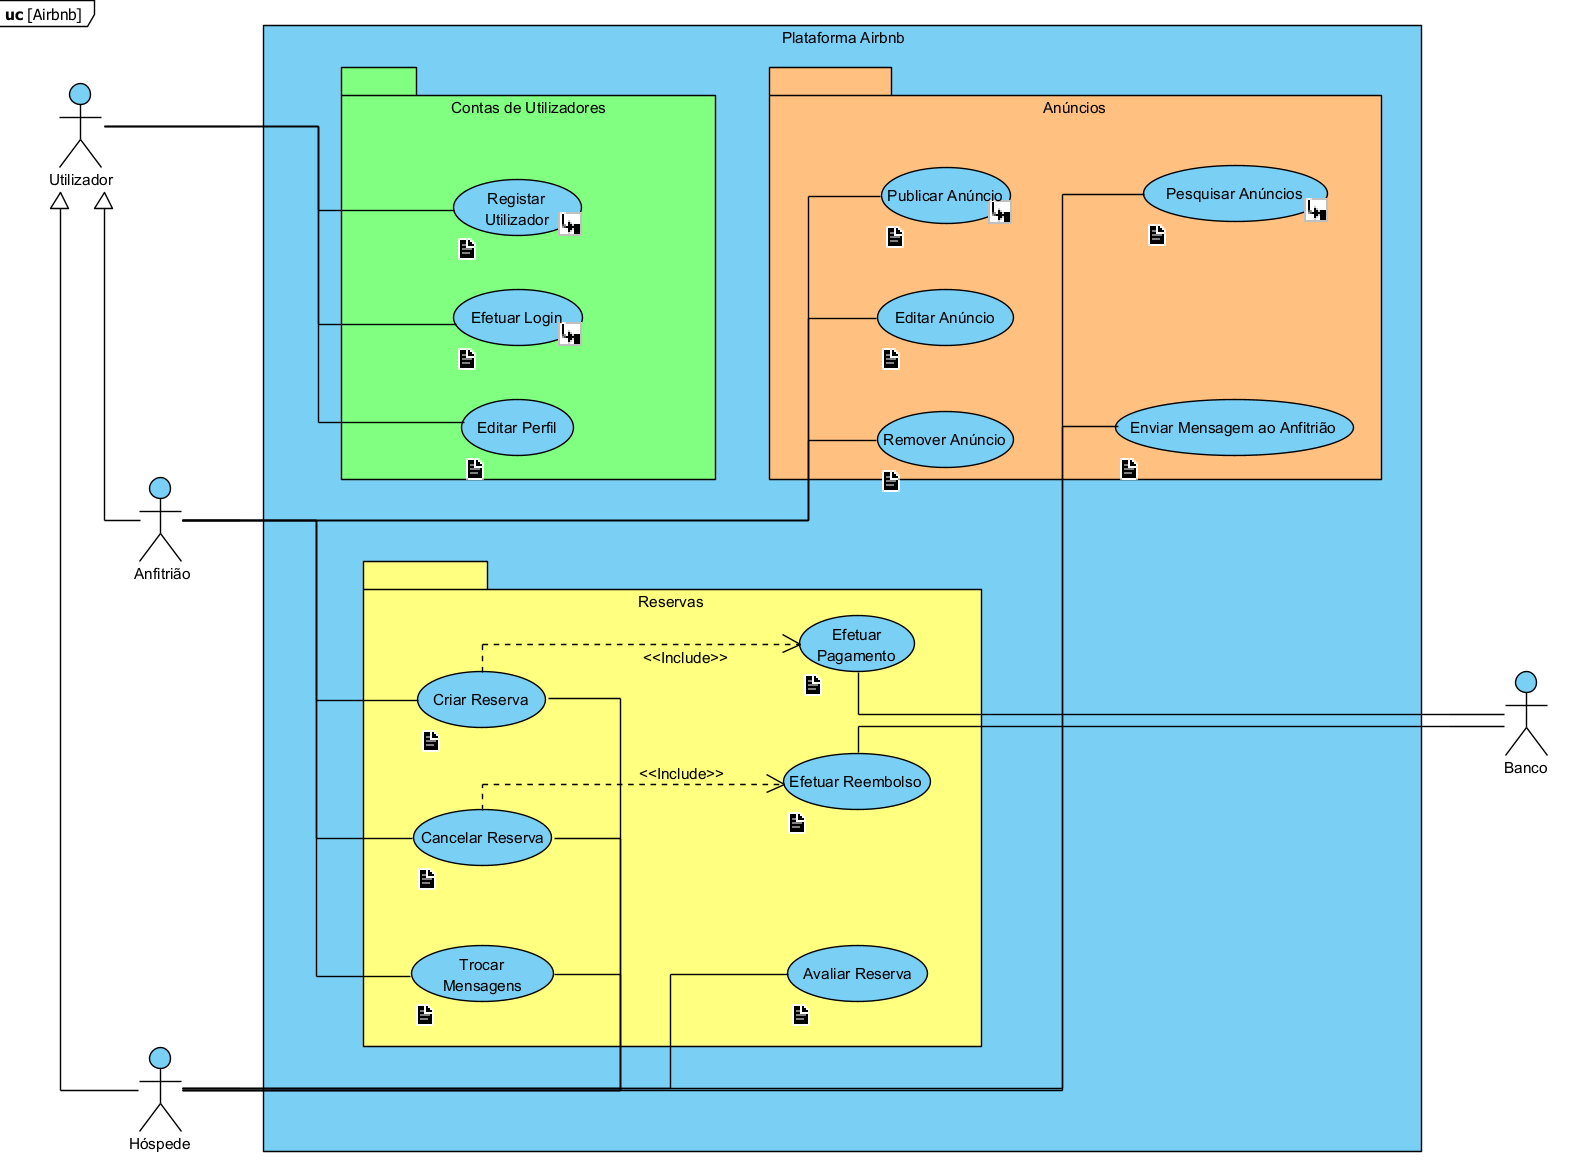 uc [Airbnb]
Plataforma Airbnb
Contas de Utilizadores
Anúncios
Utilizador
Registar
Utilizador
Publicar Anúncio
Pesquisar Anúncios
Efetuar Login
Editar Anúncio
Editar Perfil
Remover Anúncio
Enviar Mensagem ao Anfitrião
Anfitrião
Reservas
Efetuar
Pagamento
<<Include>>
Criar Reserva
Banco
<<Include>>
Efetuar Reembolso
Cancelar Reserva
Trocar
Mensagens
Avaliar Reserva
Hóspede